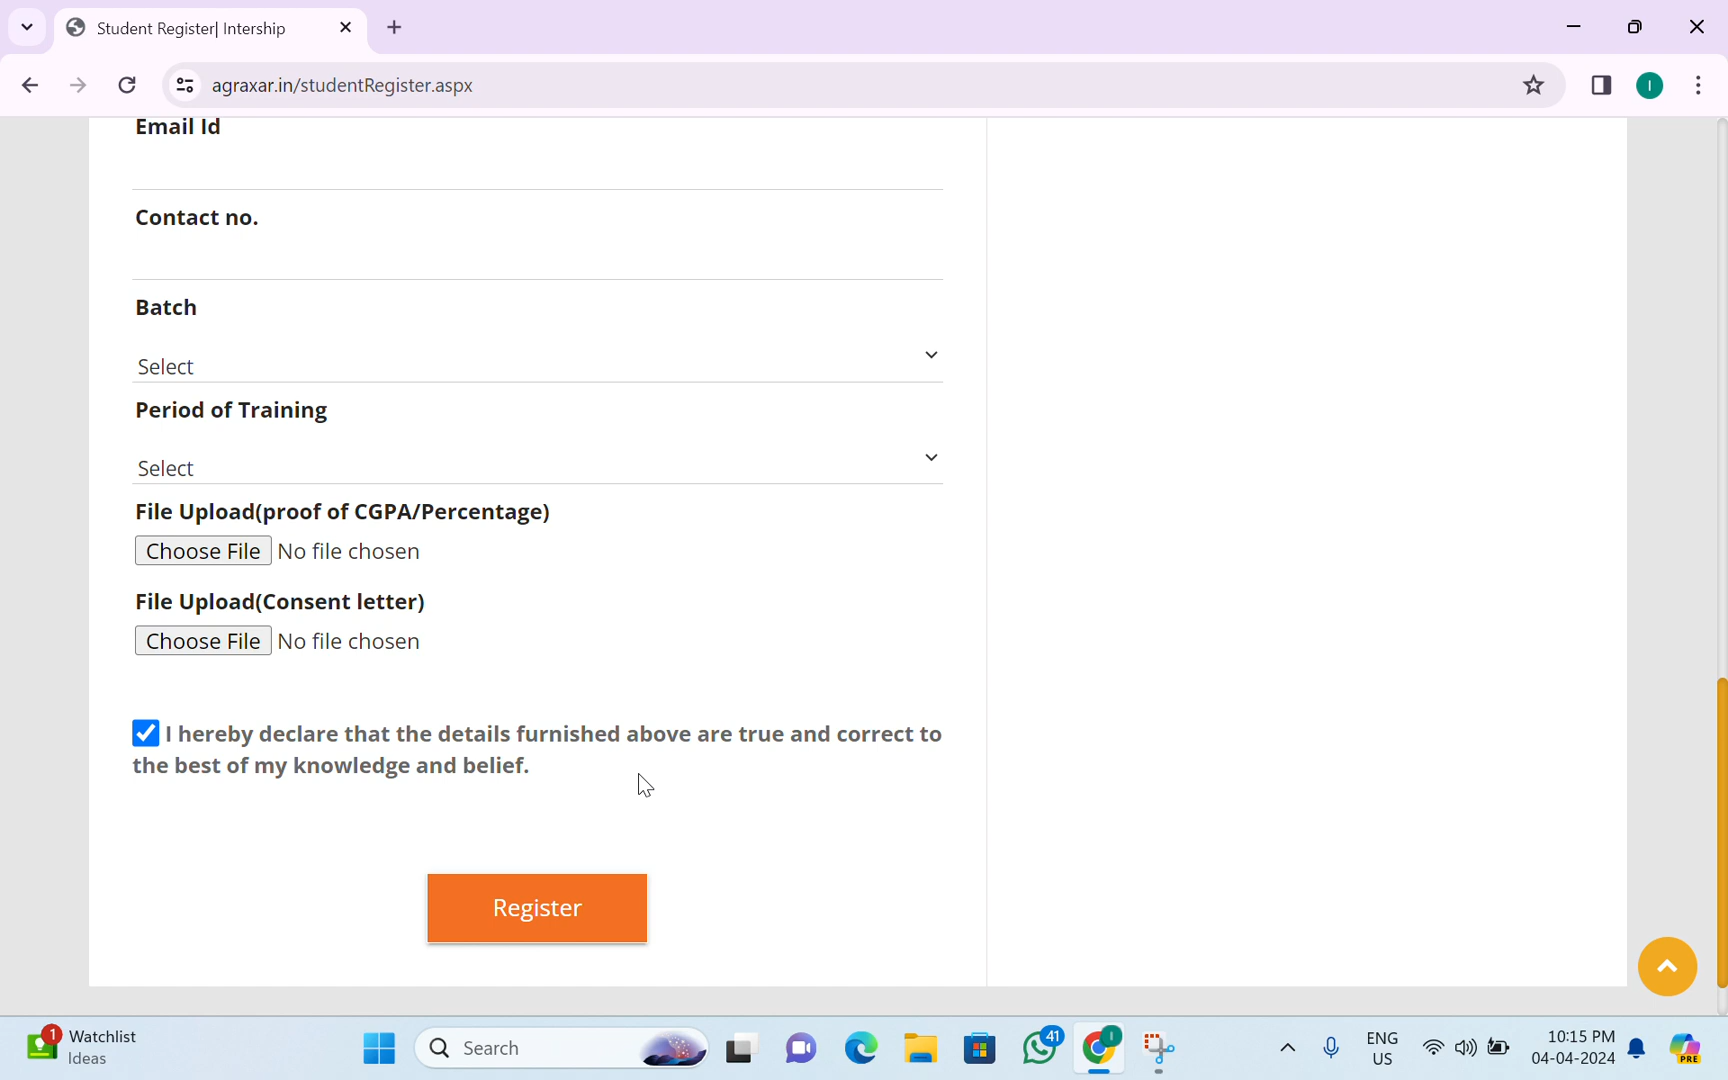 Student Register| Intership
agraxar.in/studentRegister.aspx
I
Email Id
Contact no.
Batch
Select
Period of Training
Select
File Upload(proof of CGPA/Percentage)
Choose File No file chosen
File Upload(Consent letter)
Choose File No file chosen
I hereby declare that the details furnished above are true and correct to
the best of my knowledge and belief.
Register
1
Watchlist
Ideas
Search
41
I
ENG
US
10:15 PM
04-04-2024
PRE